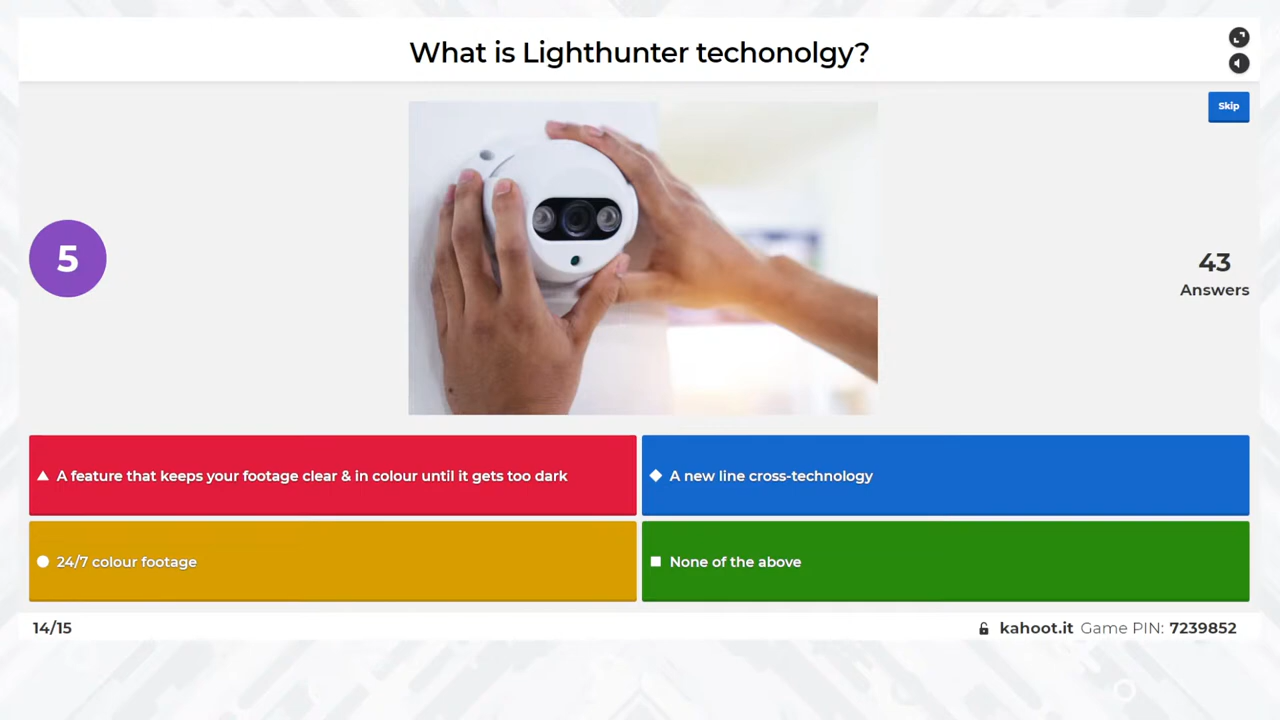 What is Lighthunter techonolgy?
Skip
5
43
Answers
A feature that keeps your footage clear & in colour until it gets too dark
A new line cross-technology
24/7 colour footage
None of the above
14/15
kahoot.it Game PIN: 7239852